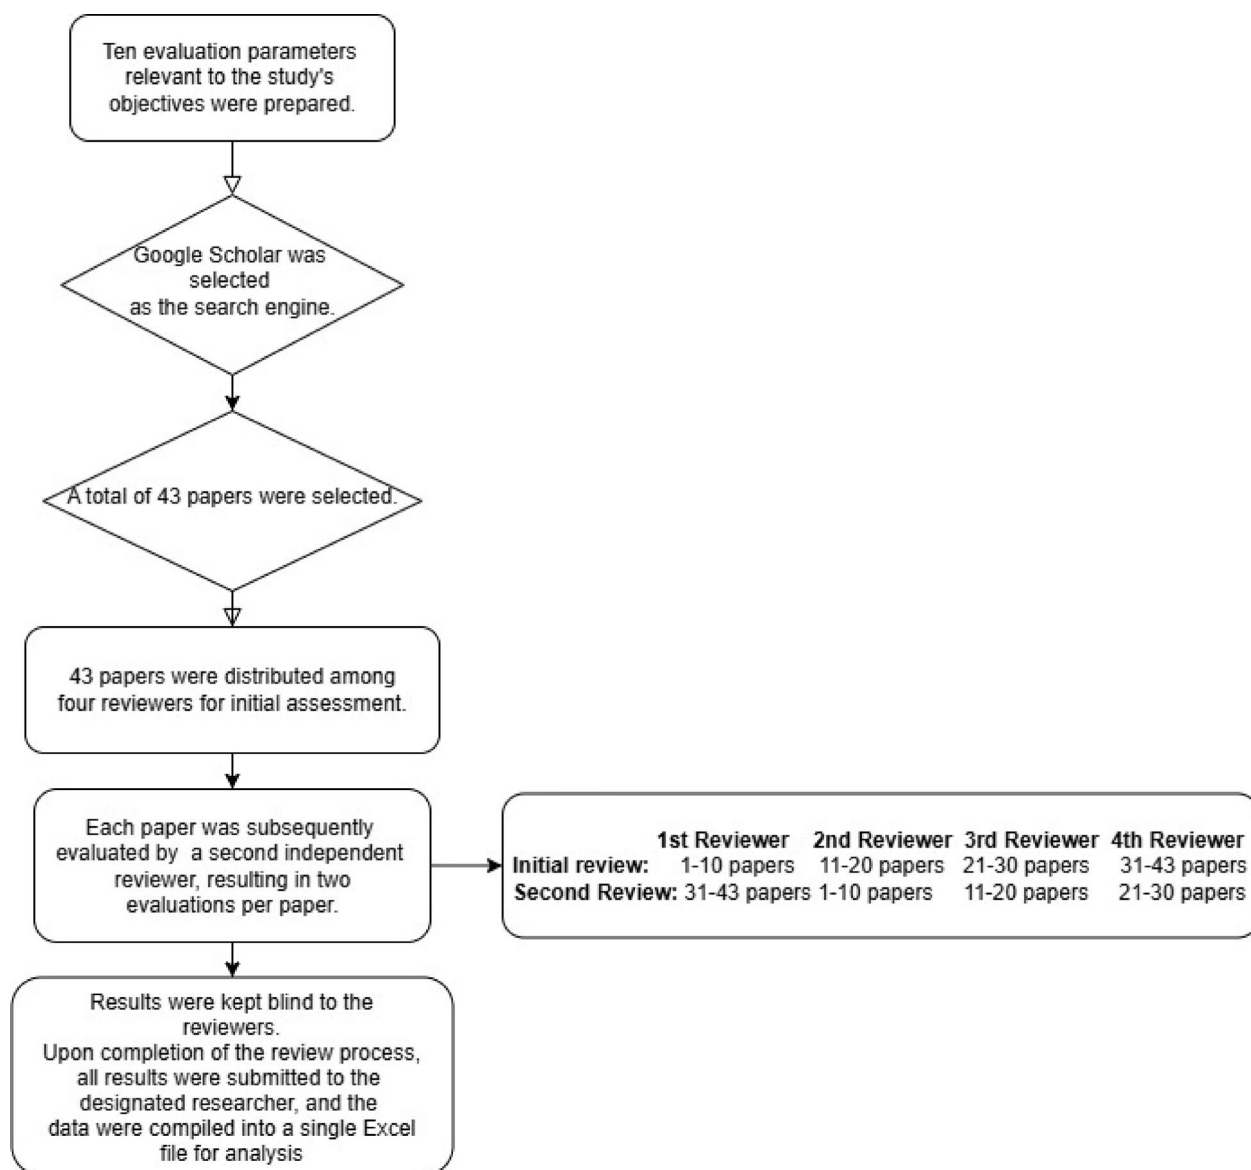 Ten evaluation parameters
relevant to the study's
objectives were prepared.
Google Scholar was
selected
as the search engine.
A total of 43 papers were selected.
43 papers were distributed among
four reviewers for initial assessment.
Each paper was subsequently
evaluated by a second independent
reviewer, resulting in two
evaluations per paper.
1st Reviewer 2nd Reviewer 3rd Reviewer 4th Reviewer
Initial review: 1-10 papers 11-20 papers 21-30 papers 31-43 papers
Second Review: 31-43 papers 1-10 papers 11-20 papers 21-30 papers
Results were kept blind to the
reviewers.
Upon completion of the review process,
all results were submitted to the
designated researcher, and the
data were compiled into a single Excel
file for analysis